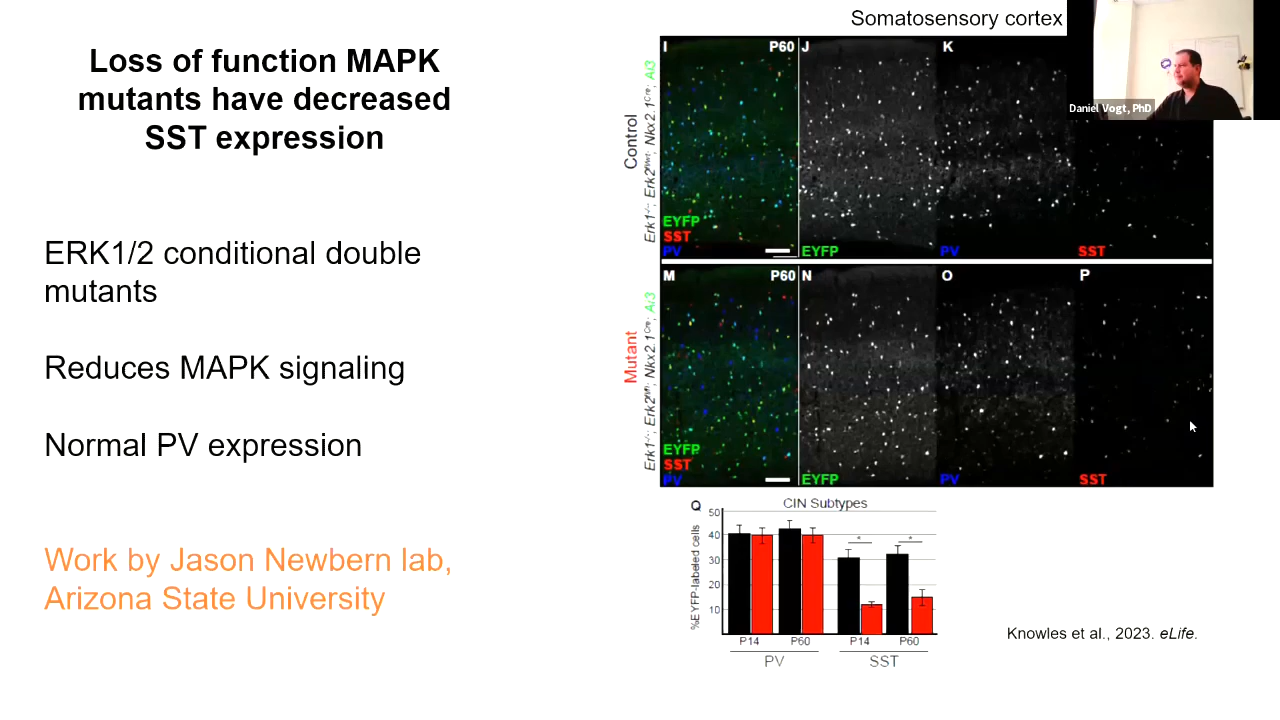 Loss of function MAPK
mutants have decreased
SST expression
ERK1/2 conditional double
mutants
Reduces MAPK signaling
Normal PV expression
Work by Jason Newbern lab,
Arizona State University
Somatosensory cortex
Daniel Vogt, PhD
Control
Erk1-/-; Erk2fl/wt; Nkx2.1Cre; Ai3
I P60 J K
EYFP
SST
PV EYFP PV SST
Mutant
Erk1-/-; Erk2fl/fl; Nkx2.1Cre; Ai3
M P60 N O P
EYFP
SST
PV EYFP PV SST
Q CIN Subtypes
%EYFP-labeled cells
50
40
30
20
10
* *
P14 P60 P14 P60
PV SST
Knowles et al., 2023. eLife.